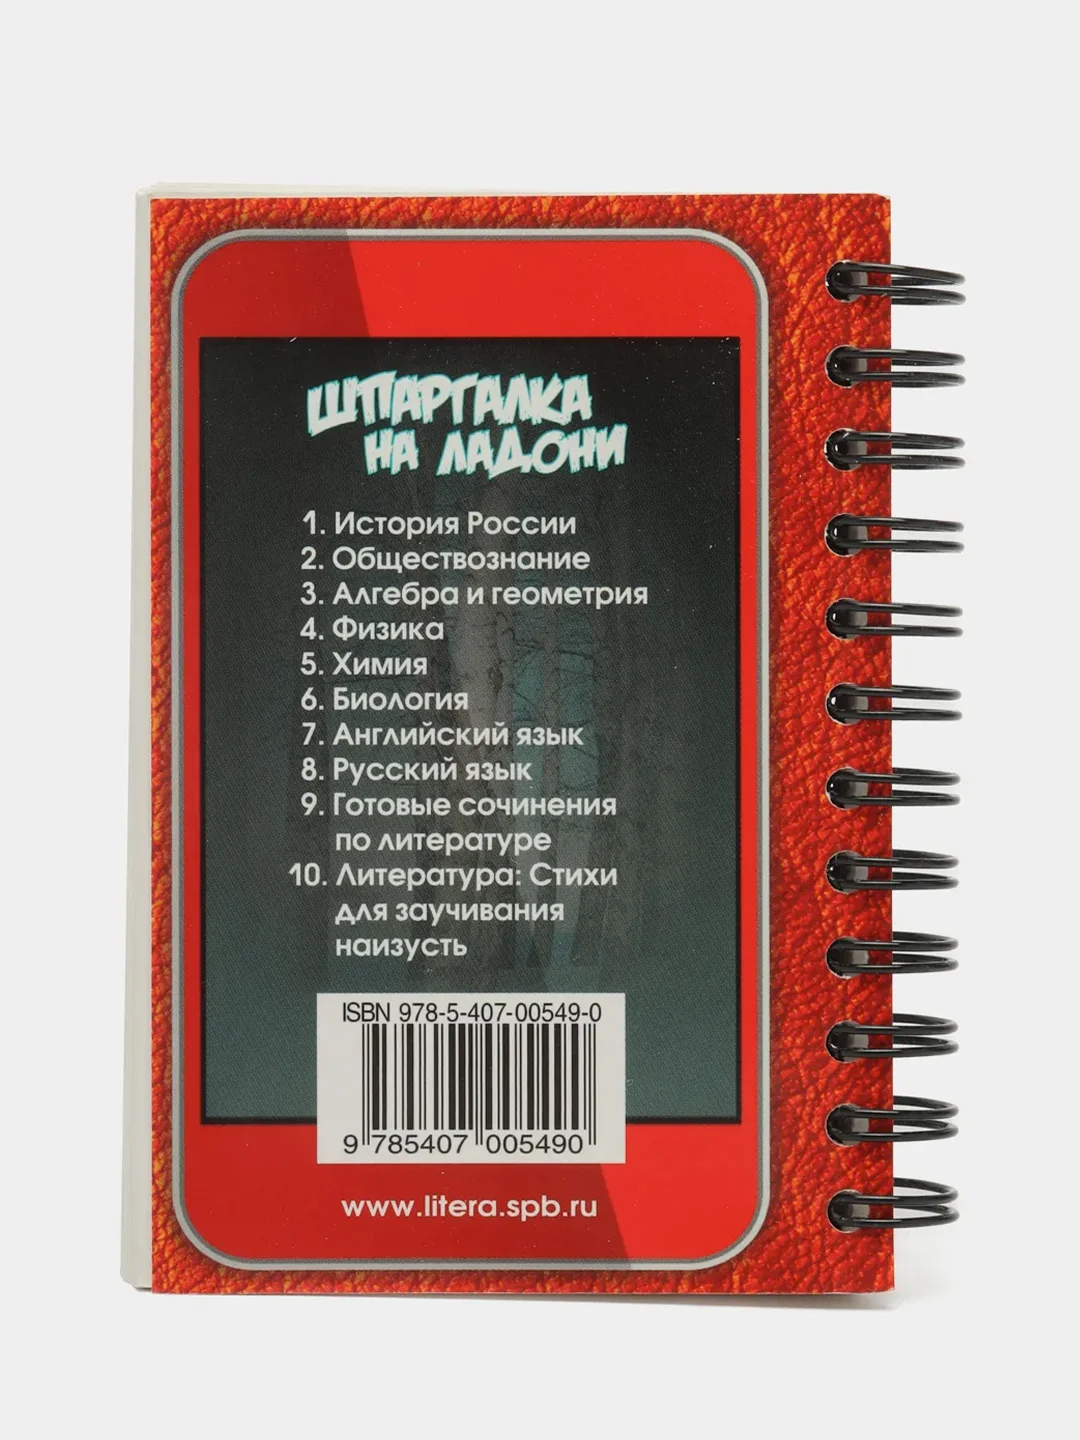 ШПАРГАЛКА
НА ЛАДОНИ
1. История России
2. Обществознание
3. Алгебра и геометрия
4. Физика
5. Химия
6. Биология
7. Английский язык
8. Русский язык
9. Готовые сочинения
по литературе
10. Литература: Стихи
для заучивания
наизусть
ISBN 978-5-407-00549-0
9 785407 005490
www.litera.spb.ru